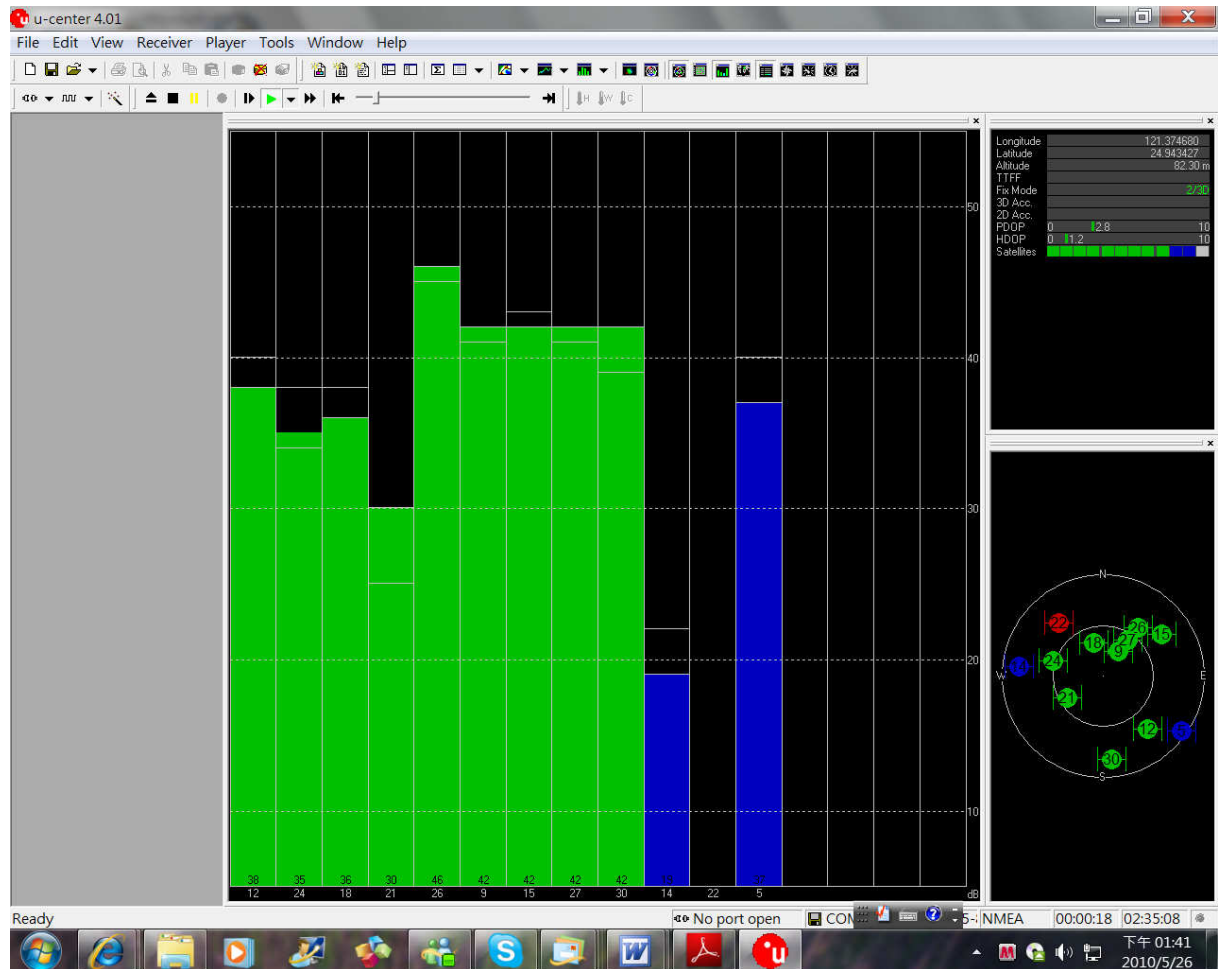 u-center 4.01
File Edit View Receiver Player Tools Window Help
Longitude 121.374680
Latitude 24.943427
Altitude 82.30 m
TTFF
Fix Mode 2/3D
3D Acc.
2D Acc.
PDOP 0 2.8 10
HDOP 0 1.2 10
Satellites
50
40
30
20
10
38 35 36 30 46 42 42 42 42 19 37
12 24 18 21 26 9 15 27 30 14 22 5 dB
N
22 26 15
18 27 9
24
14
W E
21
12 5
30
S
Ready No port open NMEA 00:00:18 02:35:08
下午 01:41
2010/5/26